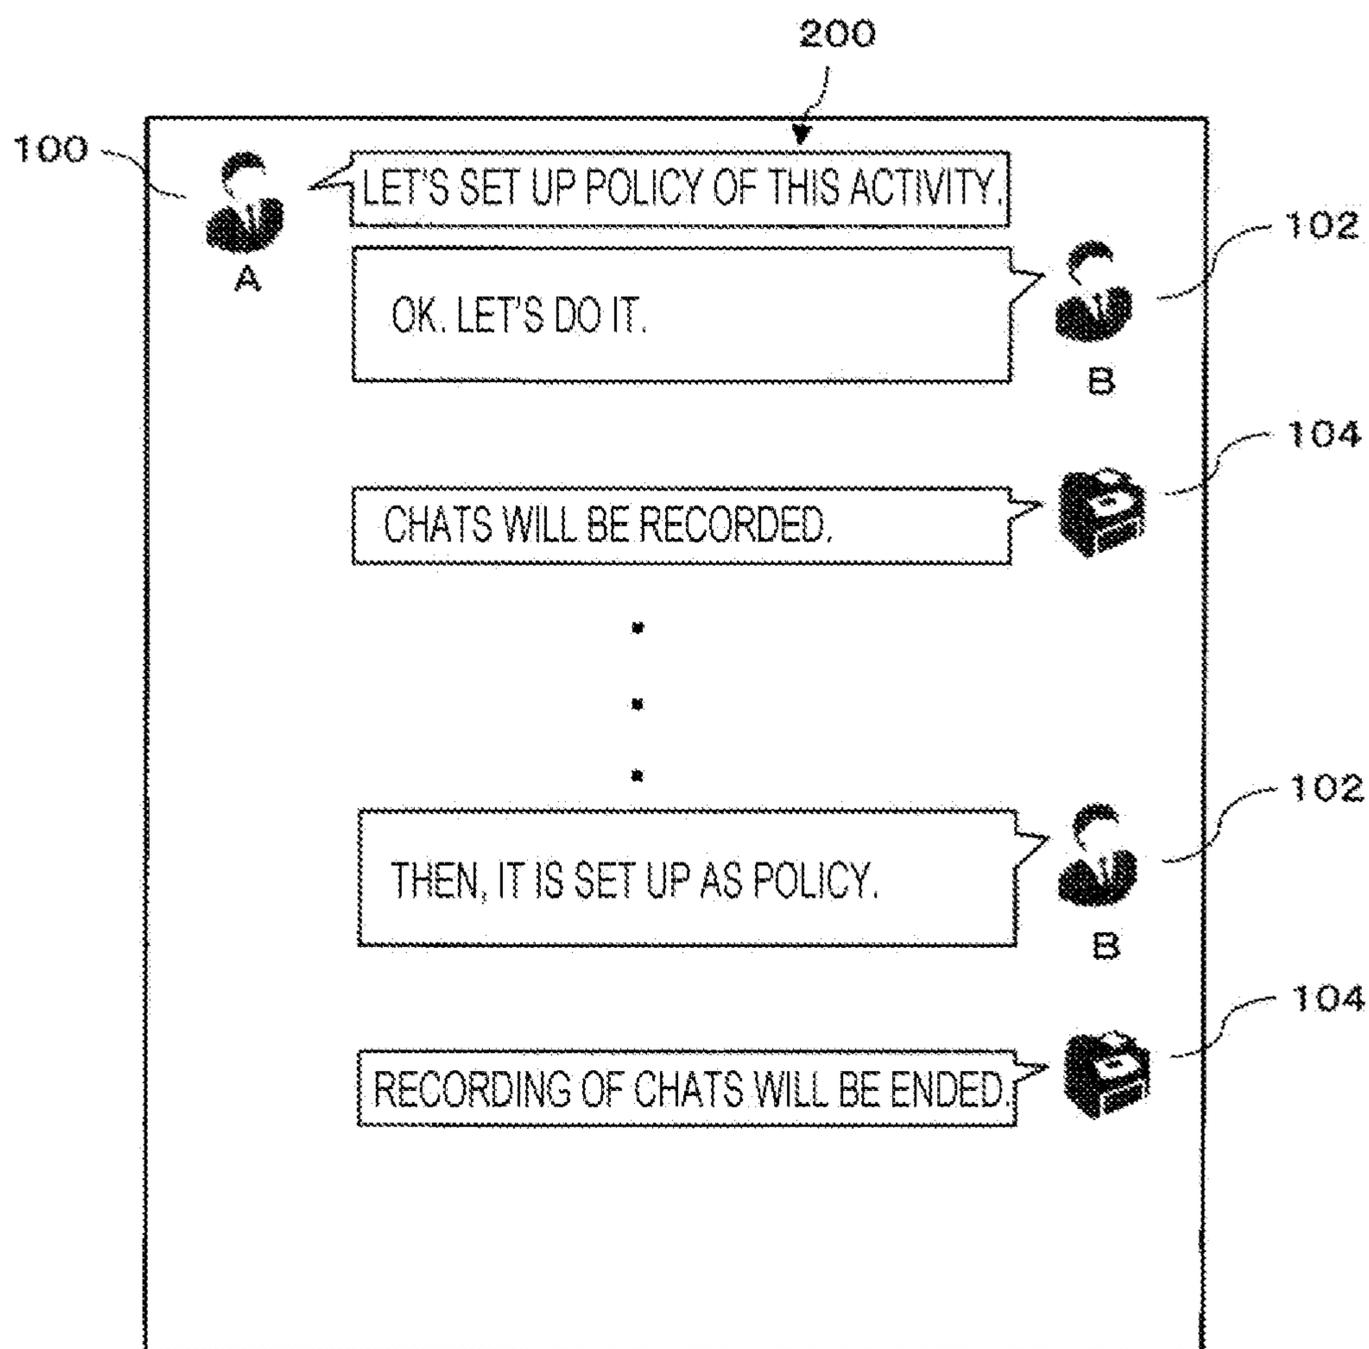 200
100
LET'S SET UP POLICY OF THIS ACTIVITY.
A
102
OK. LET'S DO IT.
B
104
CHATS WILL BE RECORDED.
102
THEN, IT IS SET UP AS POLICY.
B
104
RECORDING OF CHATS WILL BE ENDED.